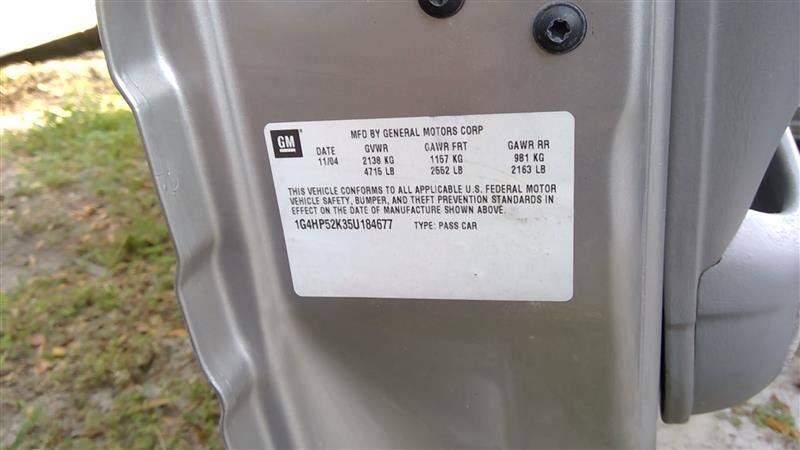 GM
MFD BY GENERAL MOTORS CORP
DATE GVWR GAWR FRT GAWR RR
11/04 2138 KG 1157 KG 981 KG
4715 LB 2552 LB 2163 LB
THIS VEHICLE CONFORMS TO ALL APPLICABLE U.S. FEDERAL MOTOR
VEHICLE SAFETY, BUMPER, AND THEFT PREVENTION STANDARDS IN
EFFECT ON THE DATE OF MANUFACTURE SHOWN ABOVE.
1G4HP52K35U184677 TYPE: PASS CAR